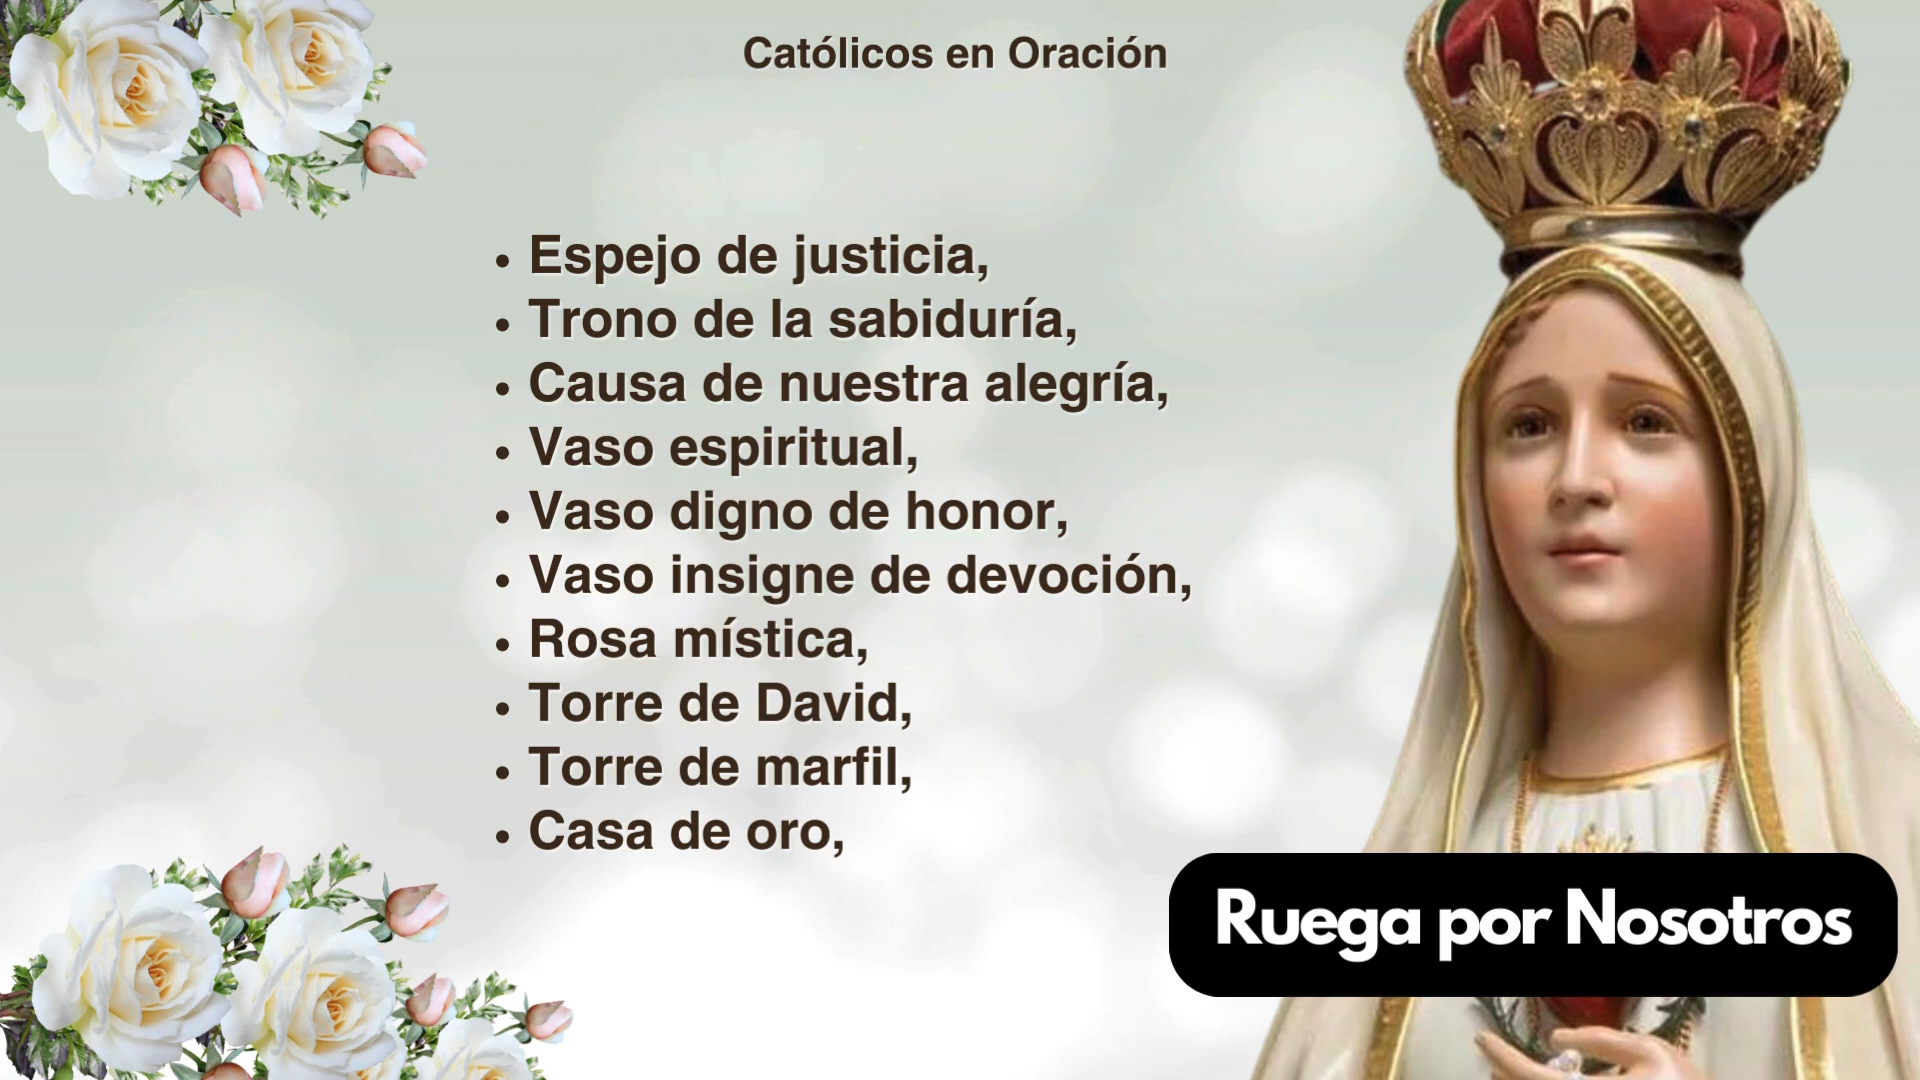 Católicos en Oración
• Espejo de justicia,
• Trono de la sabiduría,
• Causa de nuestra alegría,
• Vaso espiritual,
• Vaso digno de honor,
• Vaso insigne de devoción,
• Rosa mística,
• Torre de David,
• Torre de marfil,
• Casa de oro,
Ruega por Nosotros